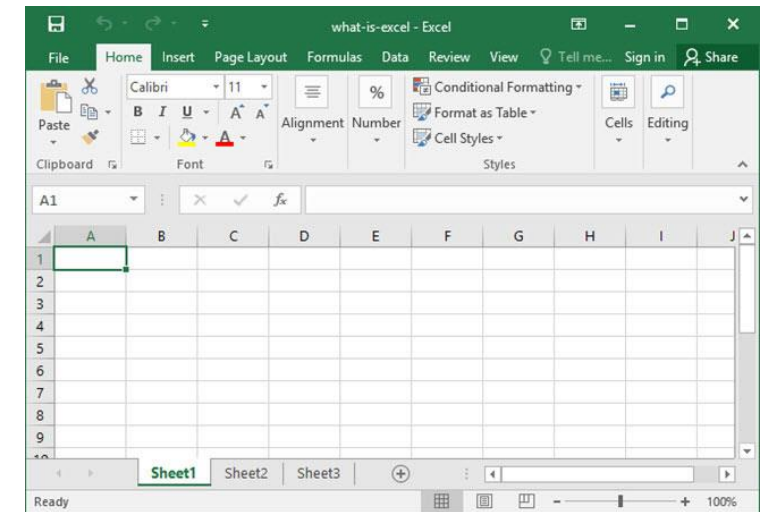 what-is-excel - Excel
File Home Insert Page Layout Formulas Data Review View Tell me... Sign in Share
Paste
Clipboard
Calibri 11
B I U A A
A
Font
Alignment
%
Number
Conditional Formatting
Format as Table
Cell Styles
Styles
Cells
Editing
A1 fx
A B C D E F G H I J
1
2
3
4
5
6
7
8
9
10
Sheet1 Sheet2 Sheet3
Ready 100%